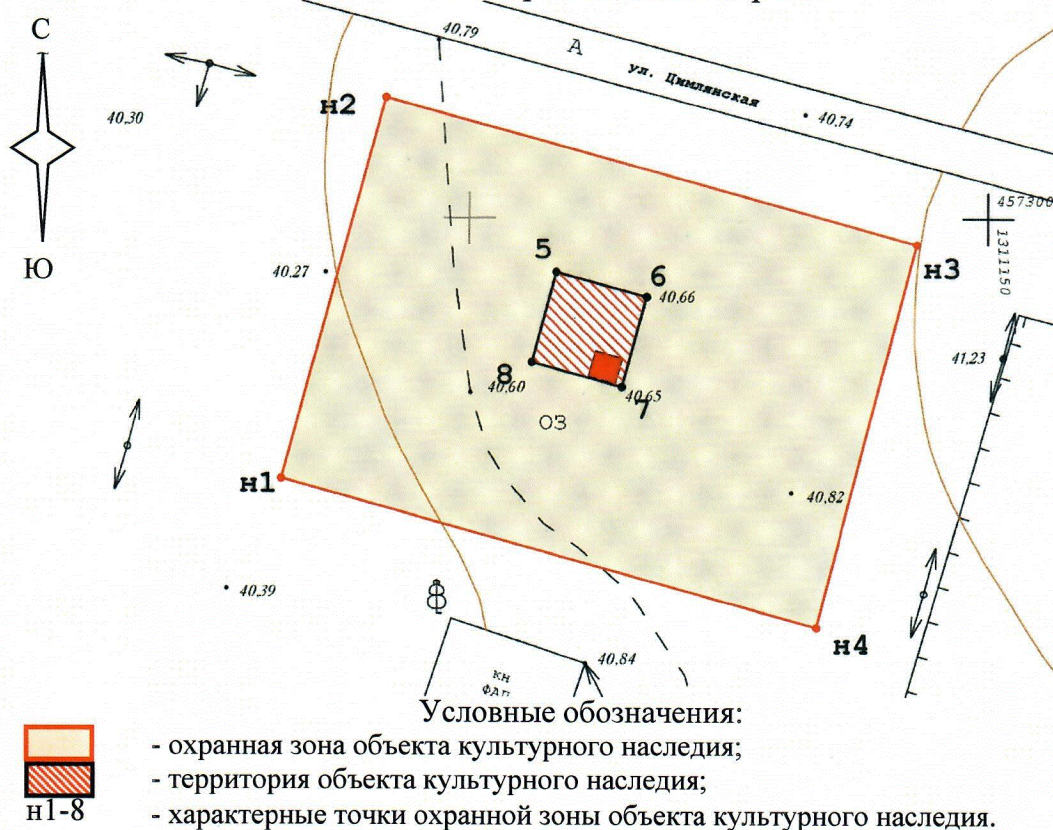 С
40,79
А
ул. Цимлянская
40,74
н2
40,30
457300
1311150
Ю
40,27
5
6
40,66
н3
41,23
8
40,60
40,65
7
ОЗ
н1
40,82
40,39
н4
40,84
кн
Условные обозначения:
- охранная зона объекта культурного наследия;
- территория объекта культурного наследия;
н1-8 - характерные точки охранной зоны объекта культурного наследия.